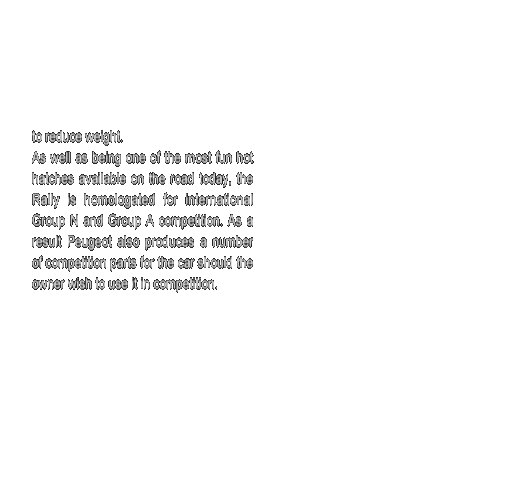 to reduce weight.
As well as being one of the most fun hot
hatches available on the road today, the
Rally is homologated for international
Group N and Group A competition. As a
result Peugeot also produces a number
of competition parts for the car should the
owner wish to use it in competition.